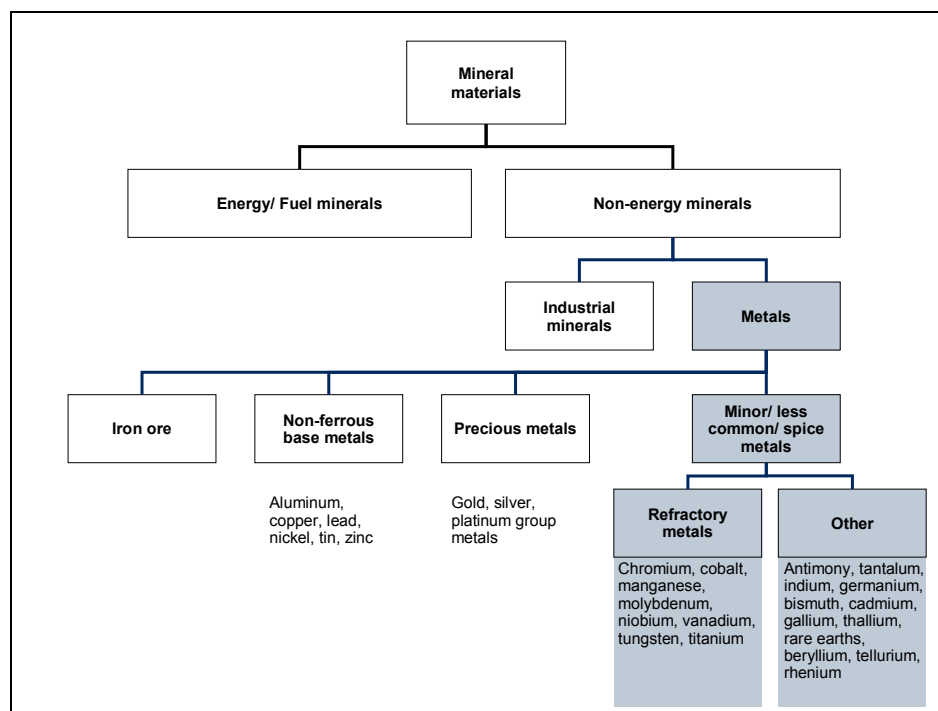 Mineral
materials
Energy/ Fuel minerals
Non-energy minerals
Industrial
minerals
Metals
Iron ore
Non-ferrous
base metals
Precious metals
Minor/ less
common/ spice
metals
Aluminum,
copper, lead,
nickel, tin, zinc
Gold, silver,
platinum group
metals
Refractory
metals
Other
Chromium, cobalt,
manganese,
molybdenum,
niobium, vanadium,
tungsten, titanium
Antimony, tantalum,
indium, germanium,
bismuth, cadmium,
gallium, thallium,
rare earths,
beryllium, tellurium,
rhenium